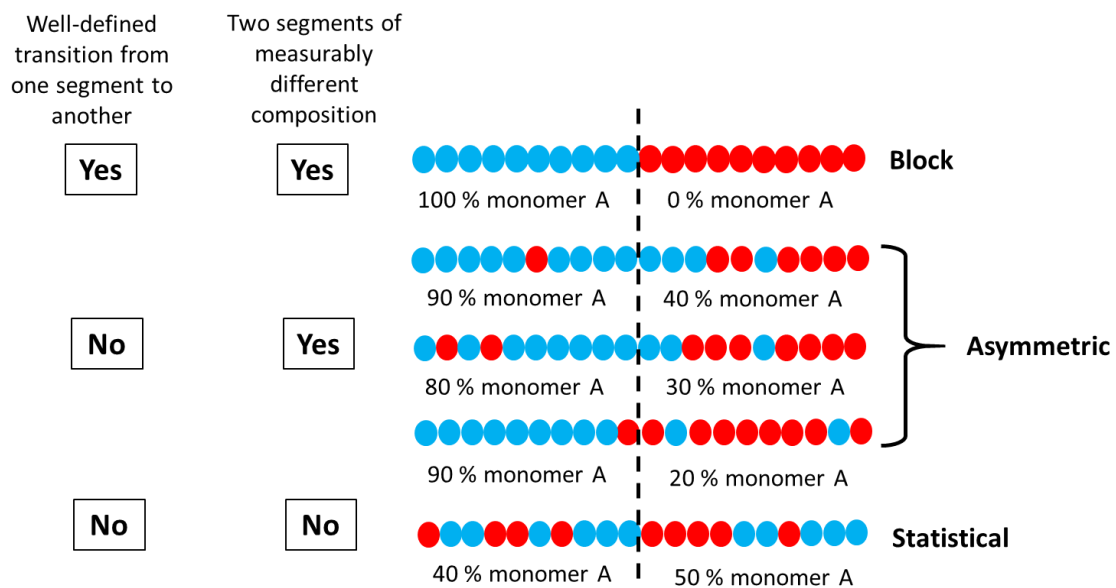 Well-defined
transition from
one segment to
another
Two segments of
measurably
different
composition
Yes
Yes
Block
100 % monomer A
0 % monomer A
90 % monomer A
40 % monomer A
No
Yes
Asymmetric
80 % monomer A
30 % monomer A
90 % monomer A
20 % monomer A
No
No
Statistical
40 % monomer A
50 % monomer A